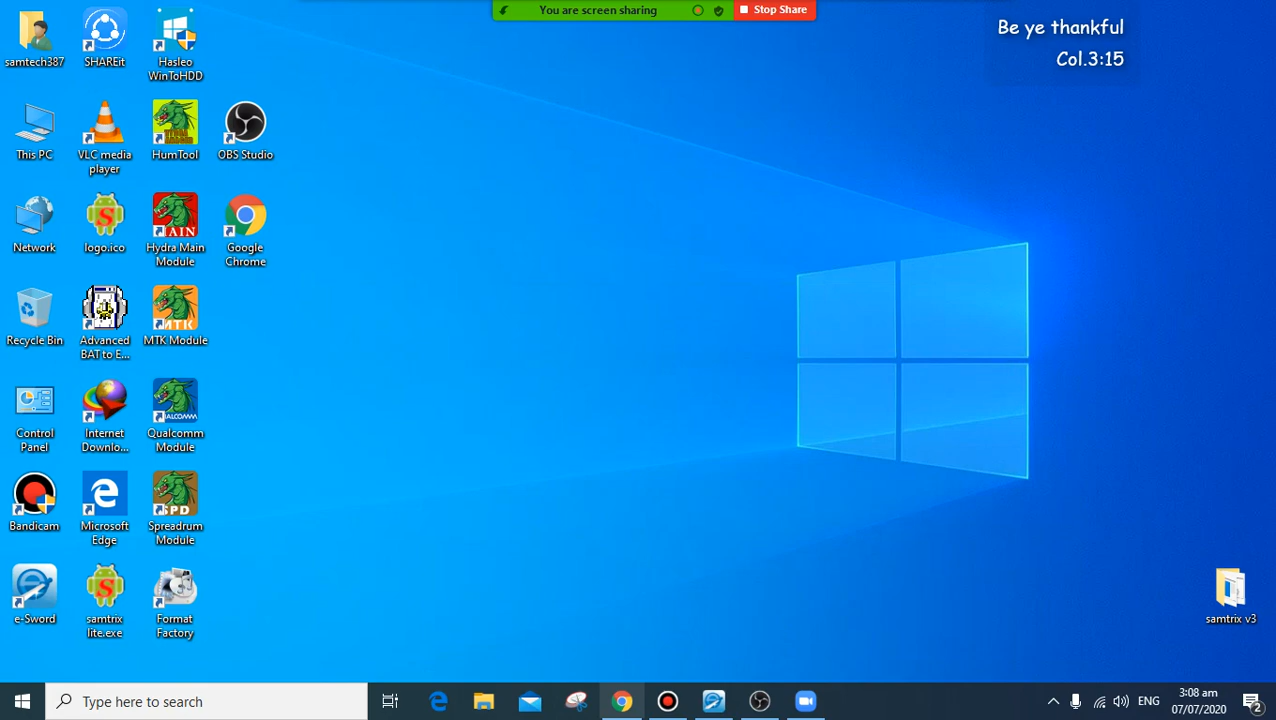 You are screen sharing
Stop Share
Be ye thankful
Col.3:15
samtech387
SHAREit
Hasleo
WinToHDD
This PC
VLC media
player
HumTool
OBS Studio
Network
logo.ico
Hydra Main
Module
Google
Chrome
Recycle Bin
Advanced
BAT to E...
MTK Module
Control
Panel
Internet
Downlo...
Qualcomm
Module
Bandicam
Microsoft
Edge
Spreadrum
Module
e-Sword
samtrix
lite.exe
Format
Factory
samtrix v3
Type here to search
ENG
3:08 am
07/07/2020
2